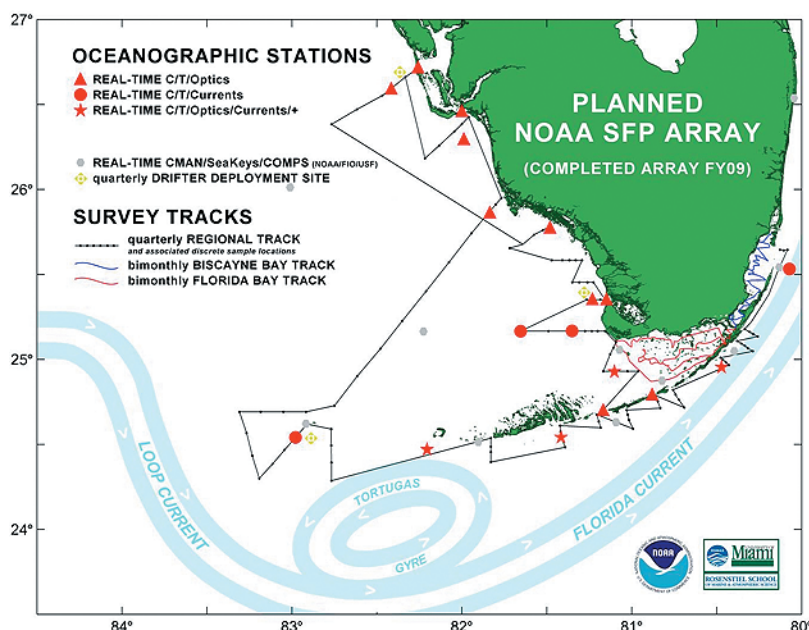 27°
26°
25°
24°
84°
83°
82°
81°
80°
OCEANOGRAPHIC STATIONS
REAL-TIME C/T/Optics
REAL-TIME C/T/Currents
REAL-TIME C/T/Optics/Currents/+
REAL-TIME CMAN/SeaKeys/COMPS (NOAA/FIO/USF)
quarterly DRIFTER DEPLOYMENT SITE
SURVEY TRACKS
quarterly REGIONAL TRACK
and associated discrete sample locations
bimonthly BISCAYNE BAY TRACK
bimonthly FLORIDA BAY TRACK
PLANNED
NOAA SFP ARRAY
(COMPLETED ARRAY FY09)
LOOP CURRENT
TORTUGAS
GYRE
FLORIDA CURRENT
NOAA
Miami
ROSENSTIEL SCHOOL